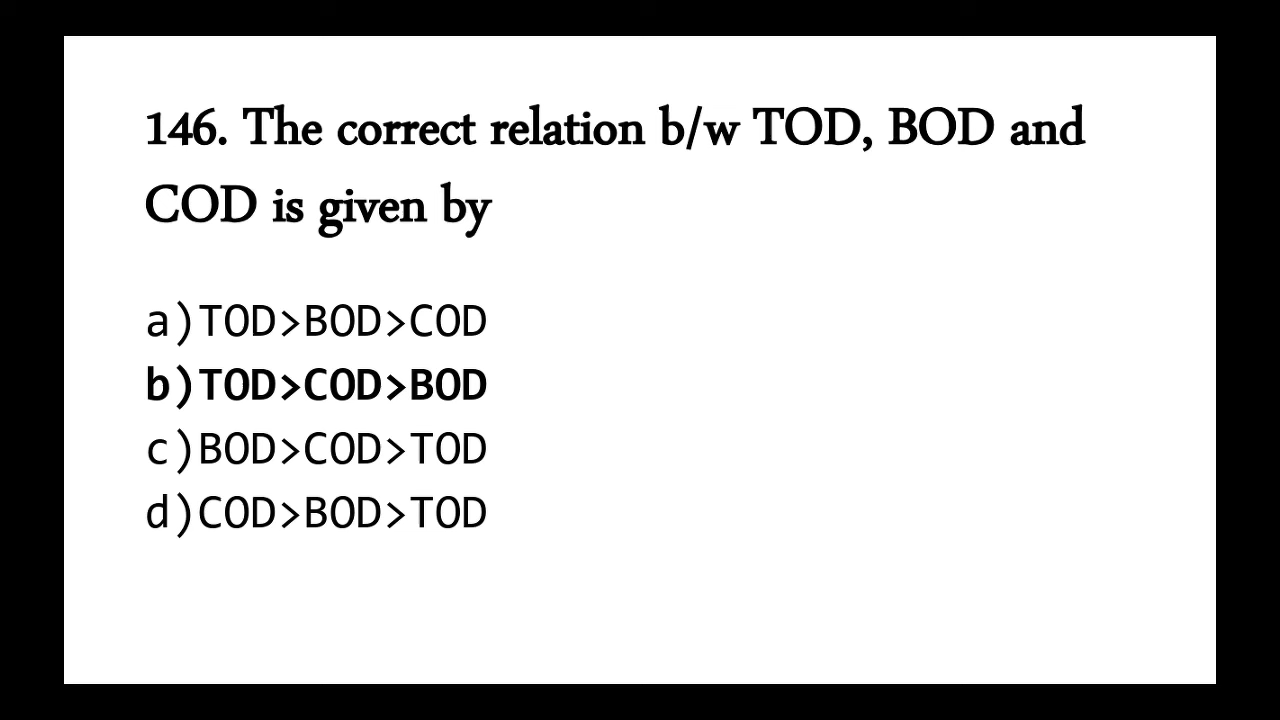 146. The correct relation b/w TOD, BOD and
COD is given by
a)TOD>BOD>COD
b)TOD>COD>BOD
c)BOD>COD>TOD
d)COD>BOD>TOD